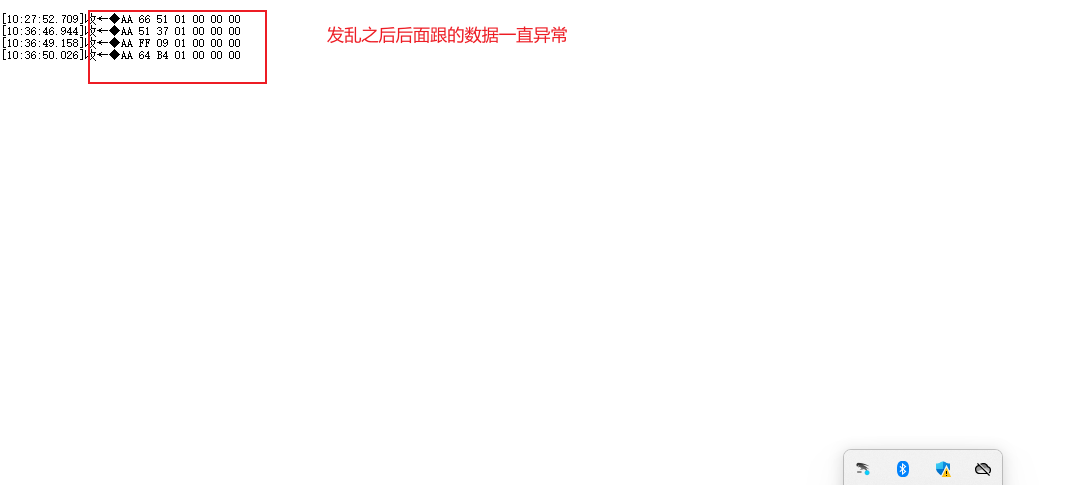 [10:27:52.709]收←◆AA 66 51 01 00 00 00
[10:36:46.944]收←◆AA 51 37 01 00 00 00
[10:36:49.158]收←◆AA FF 09 01 00 00 00
[10:36:50.026]收←◆AA 64 B4 01 00 00 00
发乱之后后面跟的数据一直异常